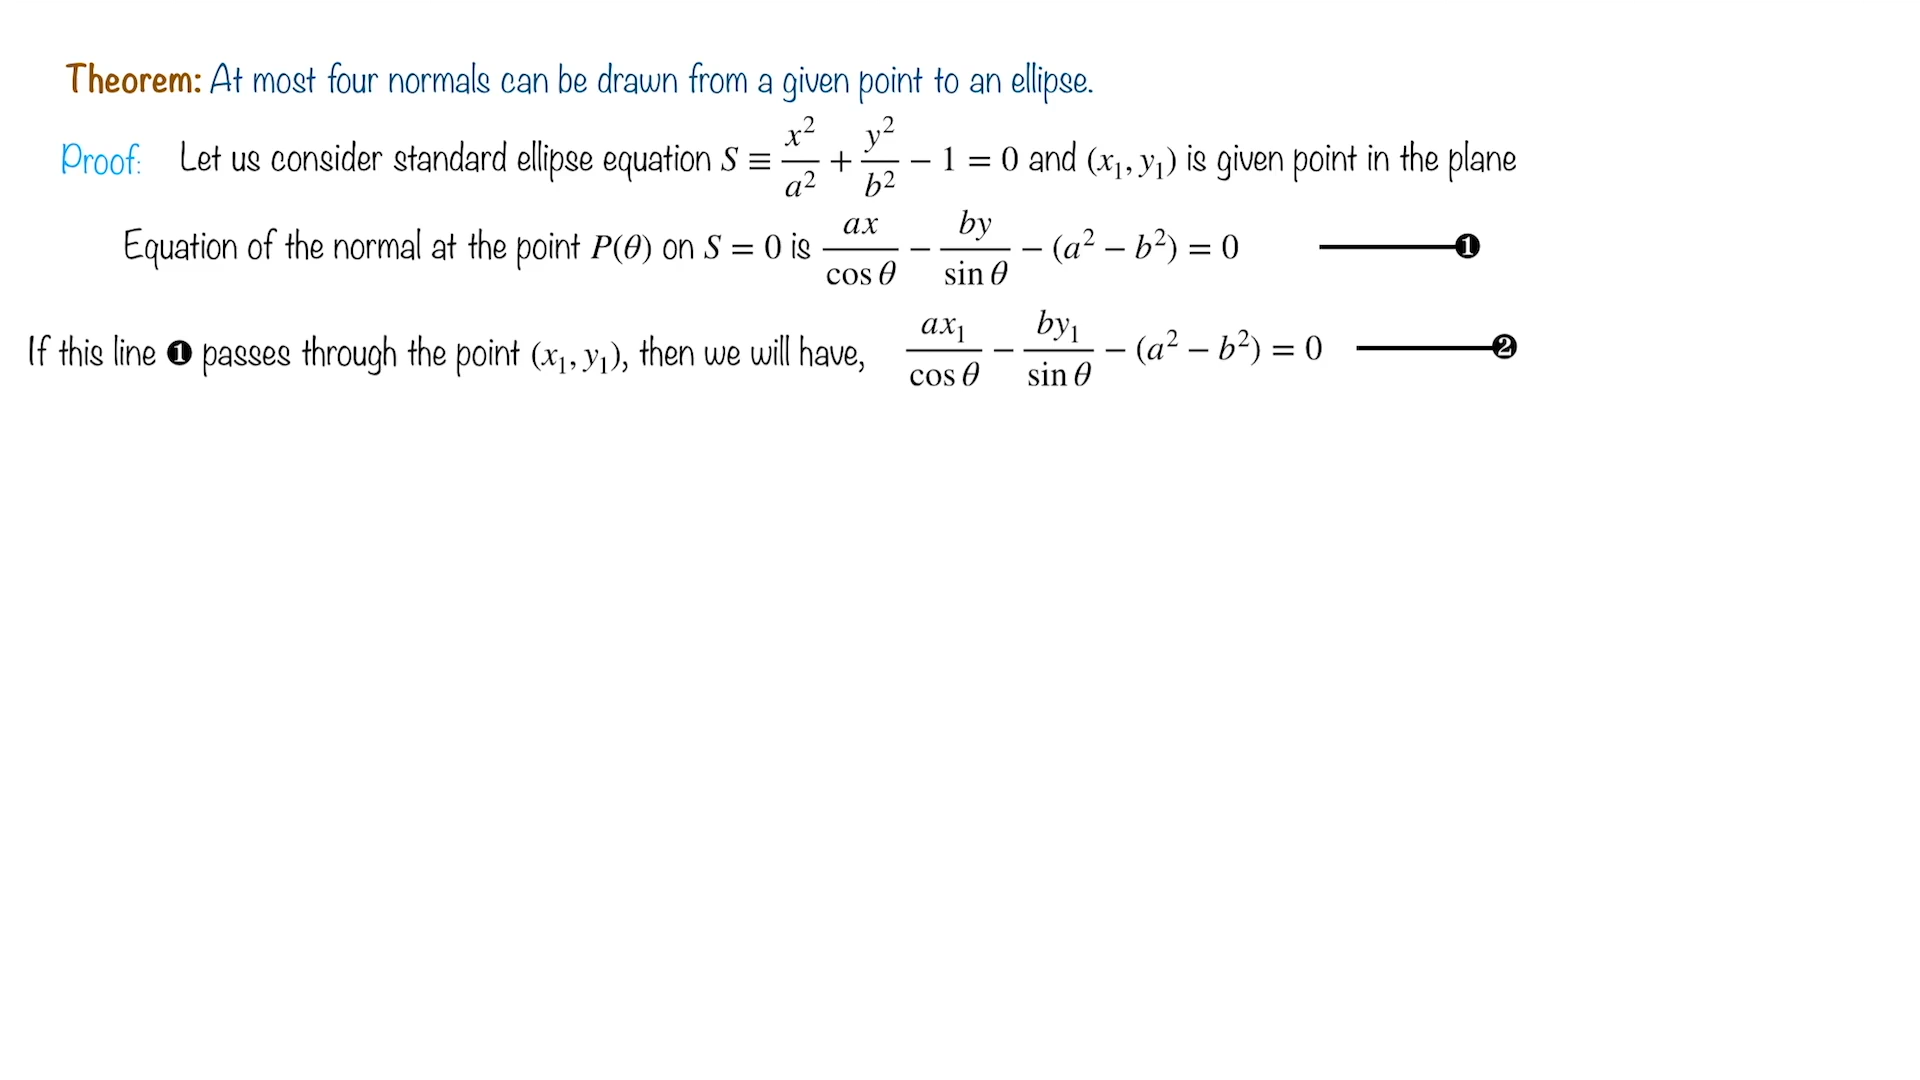 Theorem: At most four normals can be drawn from a given point to an ellipse.
Proof: Let us consider standard ellipse equation S ≡ x²/a² + y²/b² − 1 = 0 and (x₁, y₁) is given point in the plane
Equation of the normal at the point P(θ) on S = 0 is ax/cos θ − by/sin θ − (a² − b²) = 0 ❶
If this line ❶ passes through the point (x₁, y₁), then we will have, ax₁/cos θ − by₁/sin θ − (a² − b²) = 0 ❷